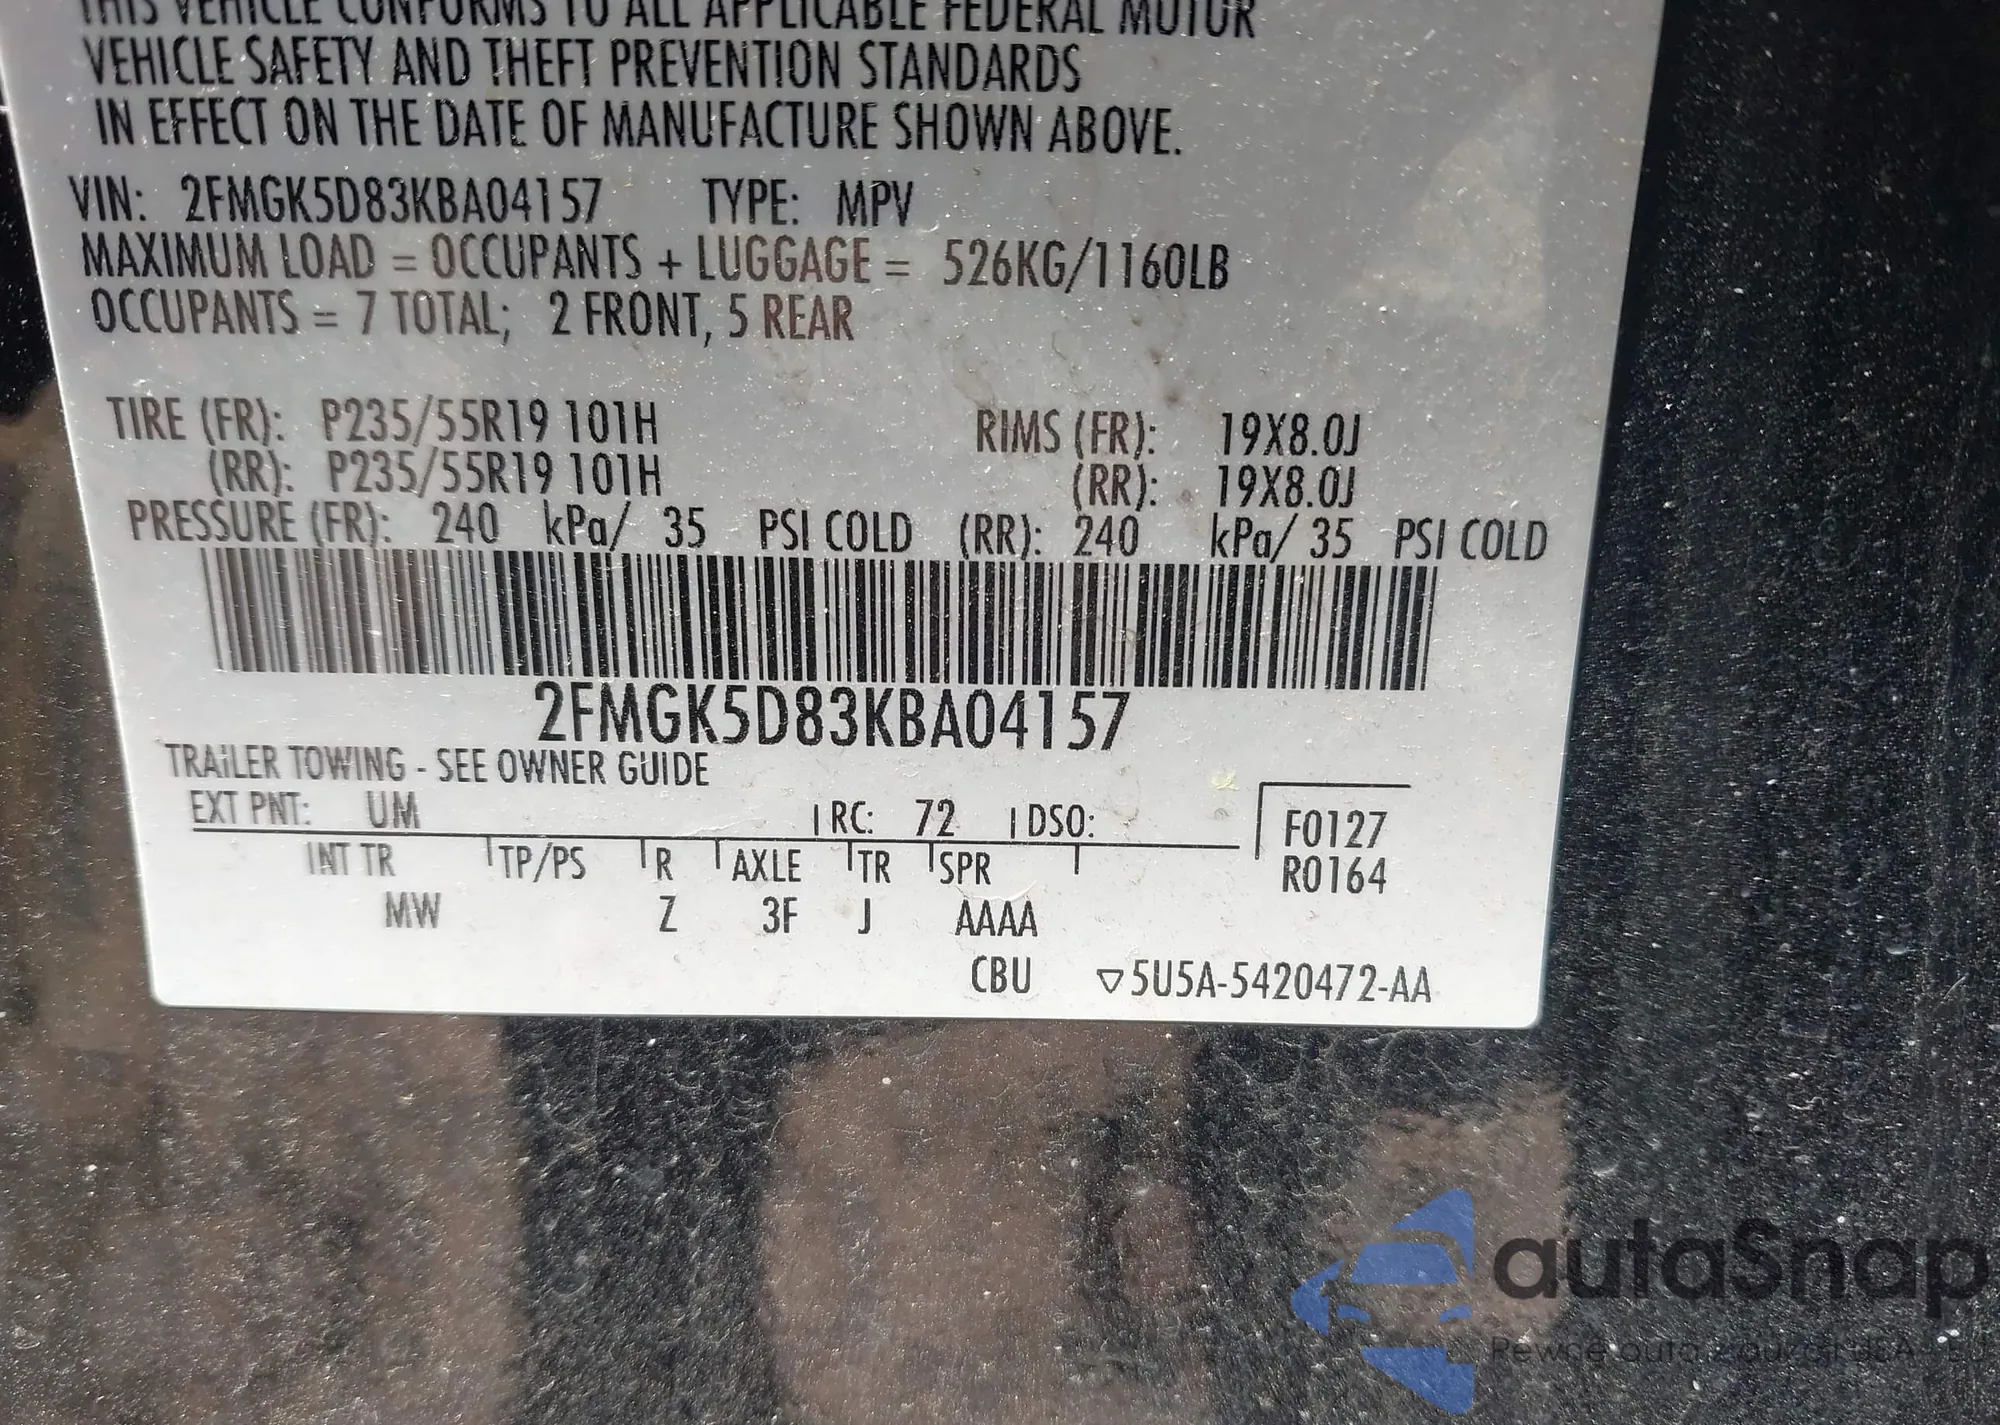 THIS VEHICLE CONFORMS TO ALL APPLICABLE FEDERAL MOTOR
VEHICLE SAFETY AND THEFT PREVENTION STANDARDS
IN EFFECT ON THE DATE OF MANUFACTURE SHOWN ABOVE.
VIN: 2FMGK5D83KBA04157 TYPE: MPV
MAXIMUM LOAD = OCCUPANTS + LUGGAGE = 526KG/1160LB
OCCUPANTS = 7 TOTAL; 2 FRONT, 5 REAR
TIRE (FR): P235/55R19 101H RIMS (FR): 19X8.0J
(RR): P235/55R19 101H (RR): 19X8.0J
PRESSURE (FR): 240 kPa/ 35 PSI COLD (RR): 240 kPa/ 35 PSI COLD
2FMGK5D83KBA04157
TRAILER TOWING - SEE OWNER GUIDE
EXT PNT: UM RC: 72 DSO: F0127
INT TR TP/PS R AXLE TR SPR R0164
MW Z 3F J AAAA
CBU ▽5U5A-5420472-AA
autoSnap
Pewne auta z aukcji USA